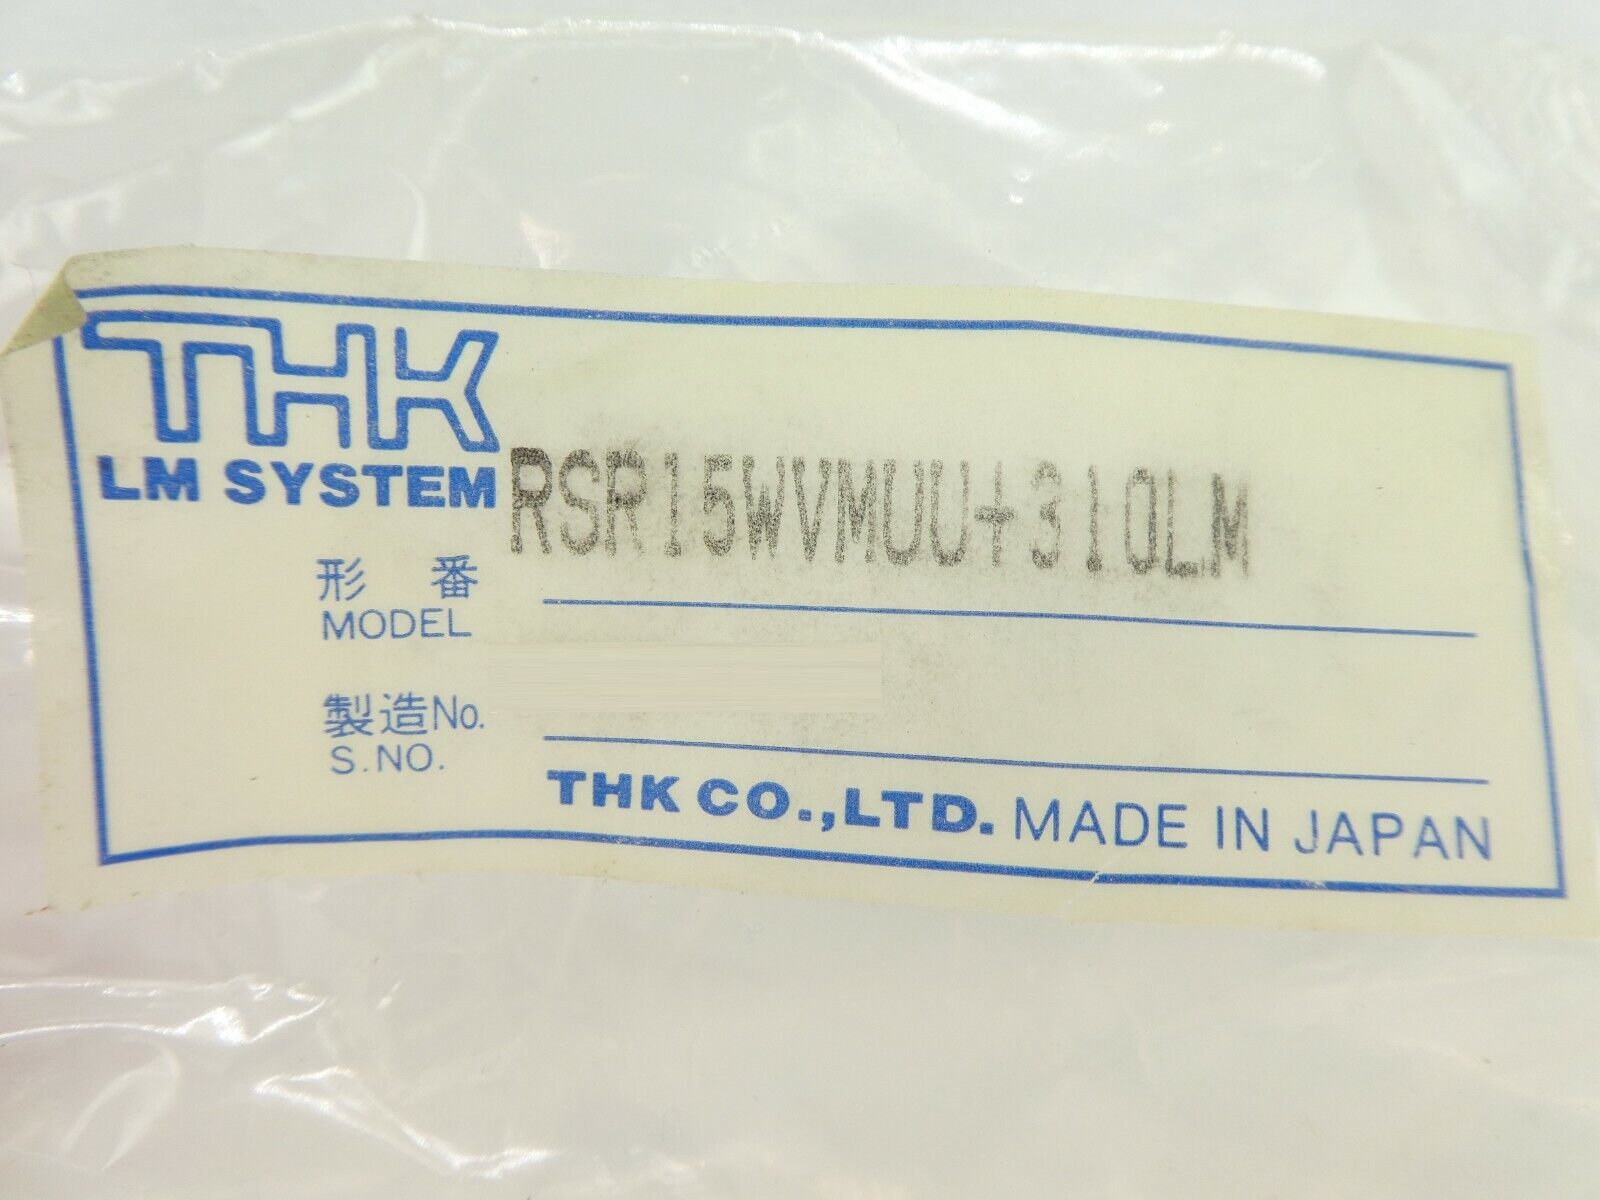 THK
LM SYSTEM
RSR15WVMUU+310LM
形 番
MODEL
製造No.
S.NO.
THK CO.,LTD. MADE IN JAPAN